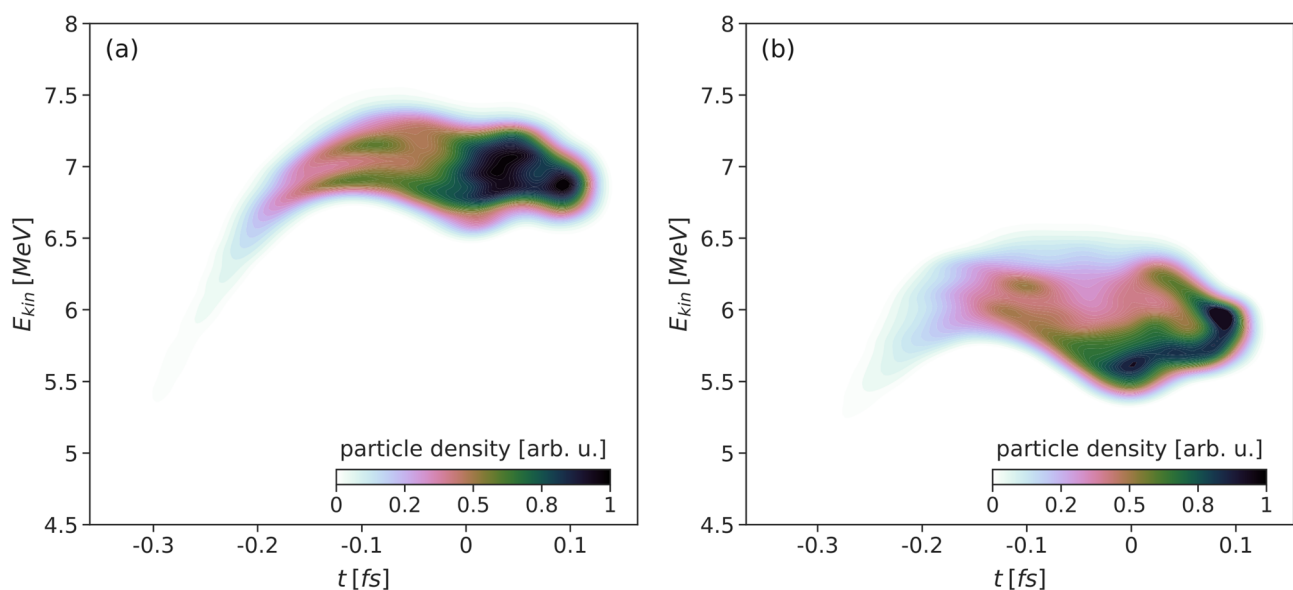 (a)
8
7.5
7
6.5
6
5.5
5
4.5
E_kin [MeV]
particle density [arb. u.]
0 0.2 0.5 0.8 1
-0.3 -0.2 -0.1 0 0.1
t [fs]
(b)
8
7.5
7
6.5
6
5.5
5
4.5
E_kin [MeV]
particle density [arb. u.]
0 0.2 0.5 0.8 1
-0.3 -0.2 -0.1 0 0.1
t [fs]